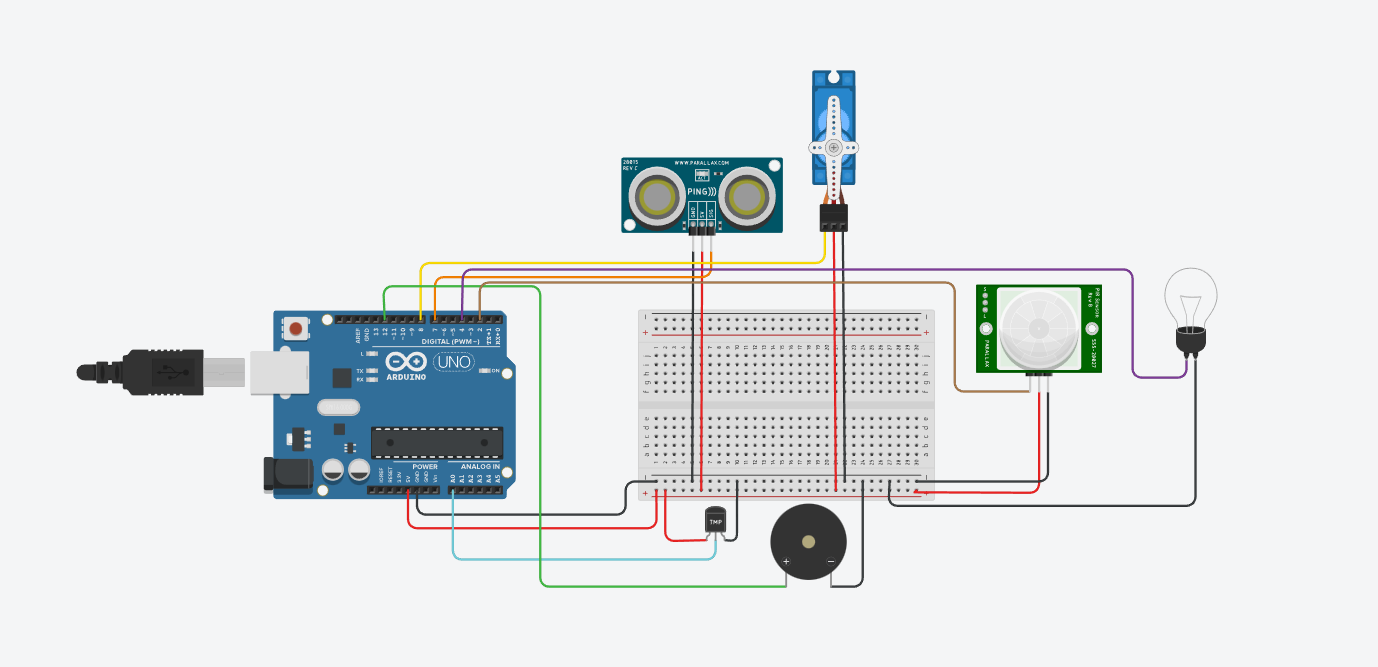 28015
REV C
WWW.PARALLAX.COM
ACT
PING)))
GND
5V
SIG
PIR Sensor
Rev B
PARALLAX
555-28027
AREF
GND
13
12
~11
~10
~9
8
7
~6
~5
4
~3
2
TX→1
RX←0
DIGITAL (PWM~)
L
TX
RX
ARDUINO
UNO
ON
POWER
ANALOG IN
IOREF
RESET
3.3V
5V
GND
GND
Vin
A0
A1
A2
A3
A4
A5
TMP
+
−